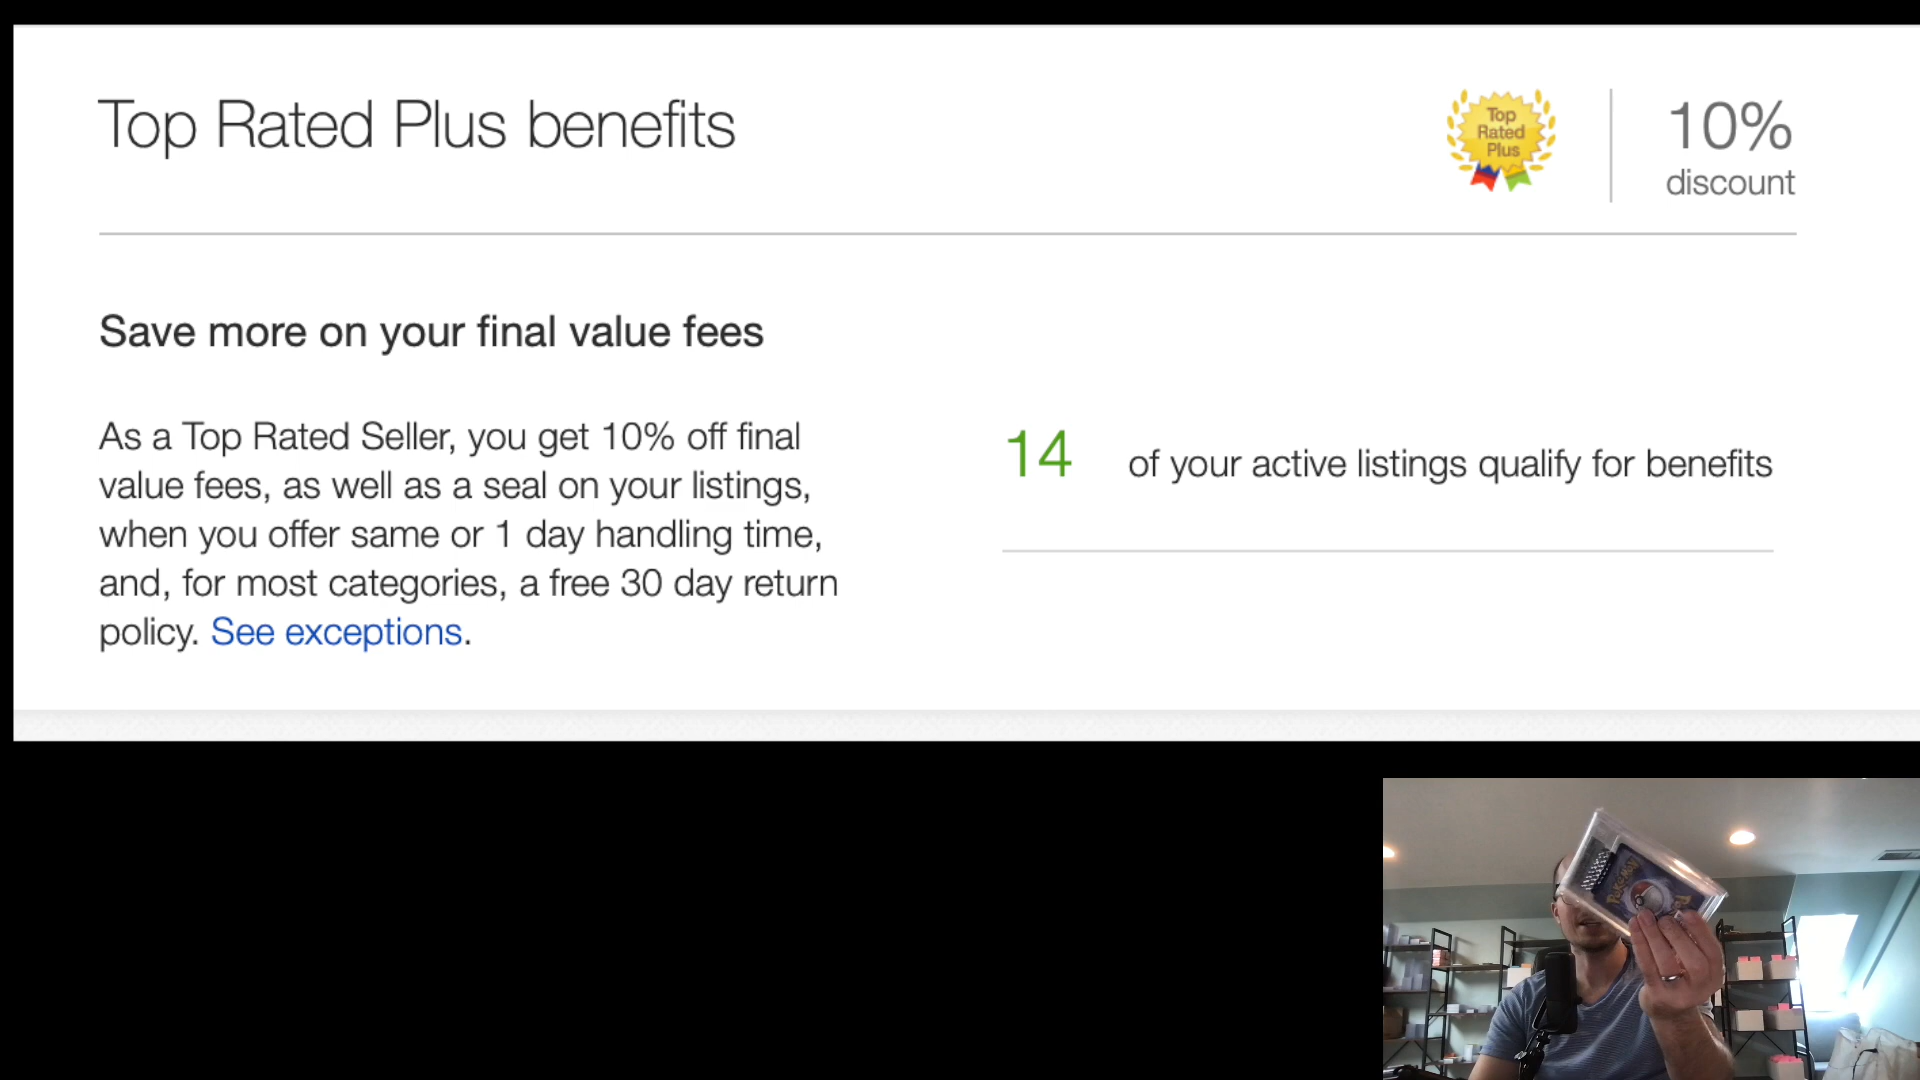 Top Rated Plus benefits
Top
Rated
Plus
10%
discount
Save more on your final value fees
As a Top Rated Seller, you get 10% off final
value fees, as well as a seal on your listings,
when you offer same or 1 day handling time,
and, for most categories, a free 30 day return
policy. See exceptions.
14 of your active listings qualify for benefits
POKéMON